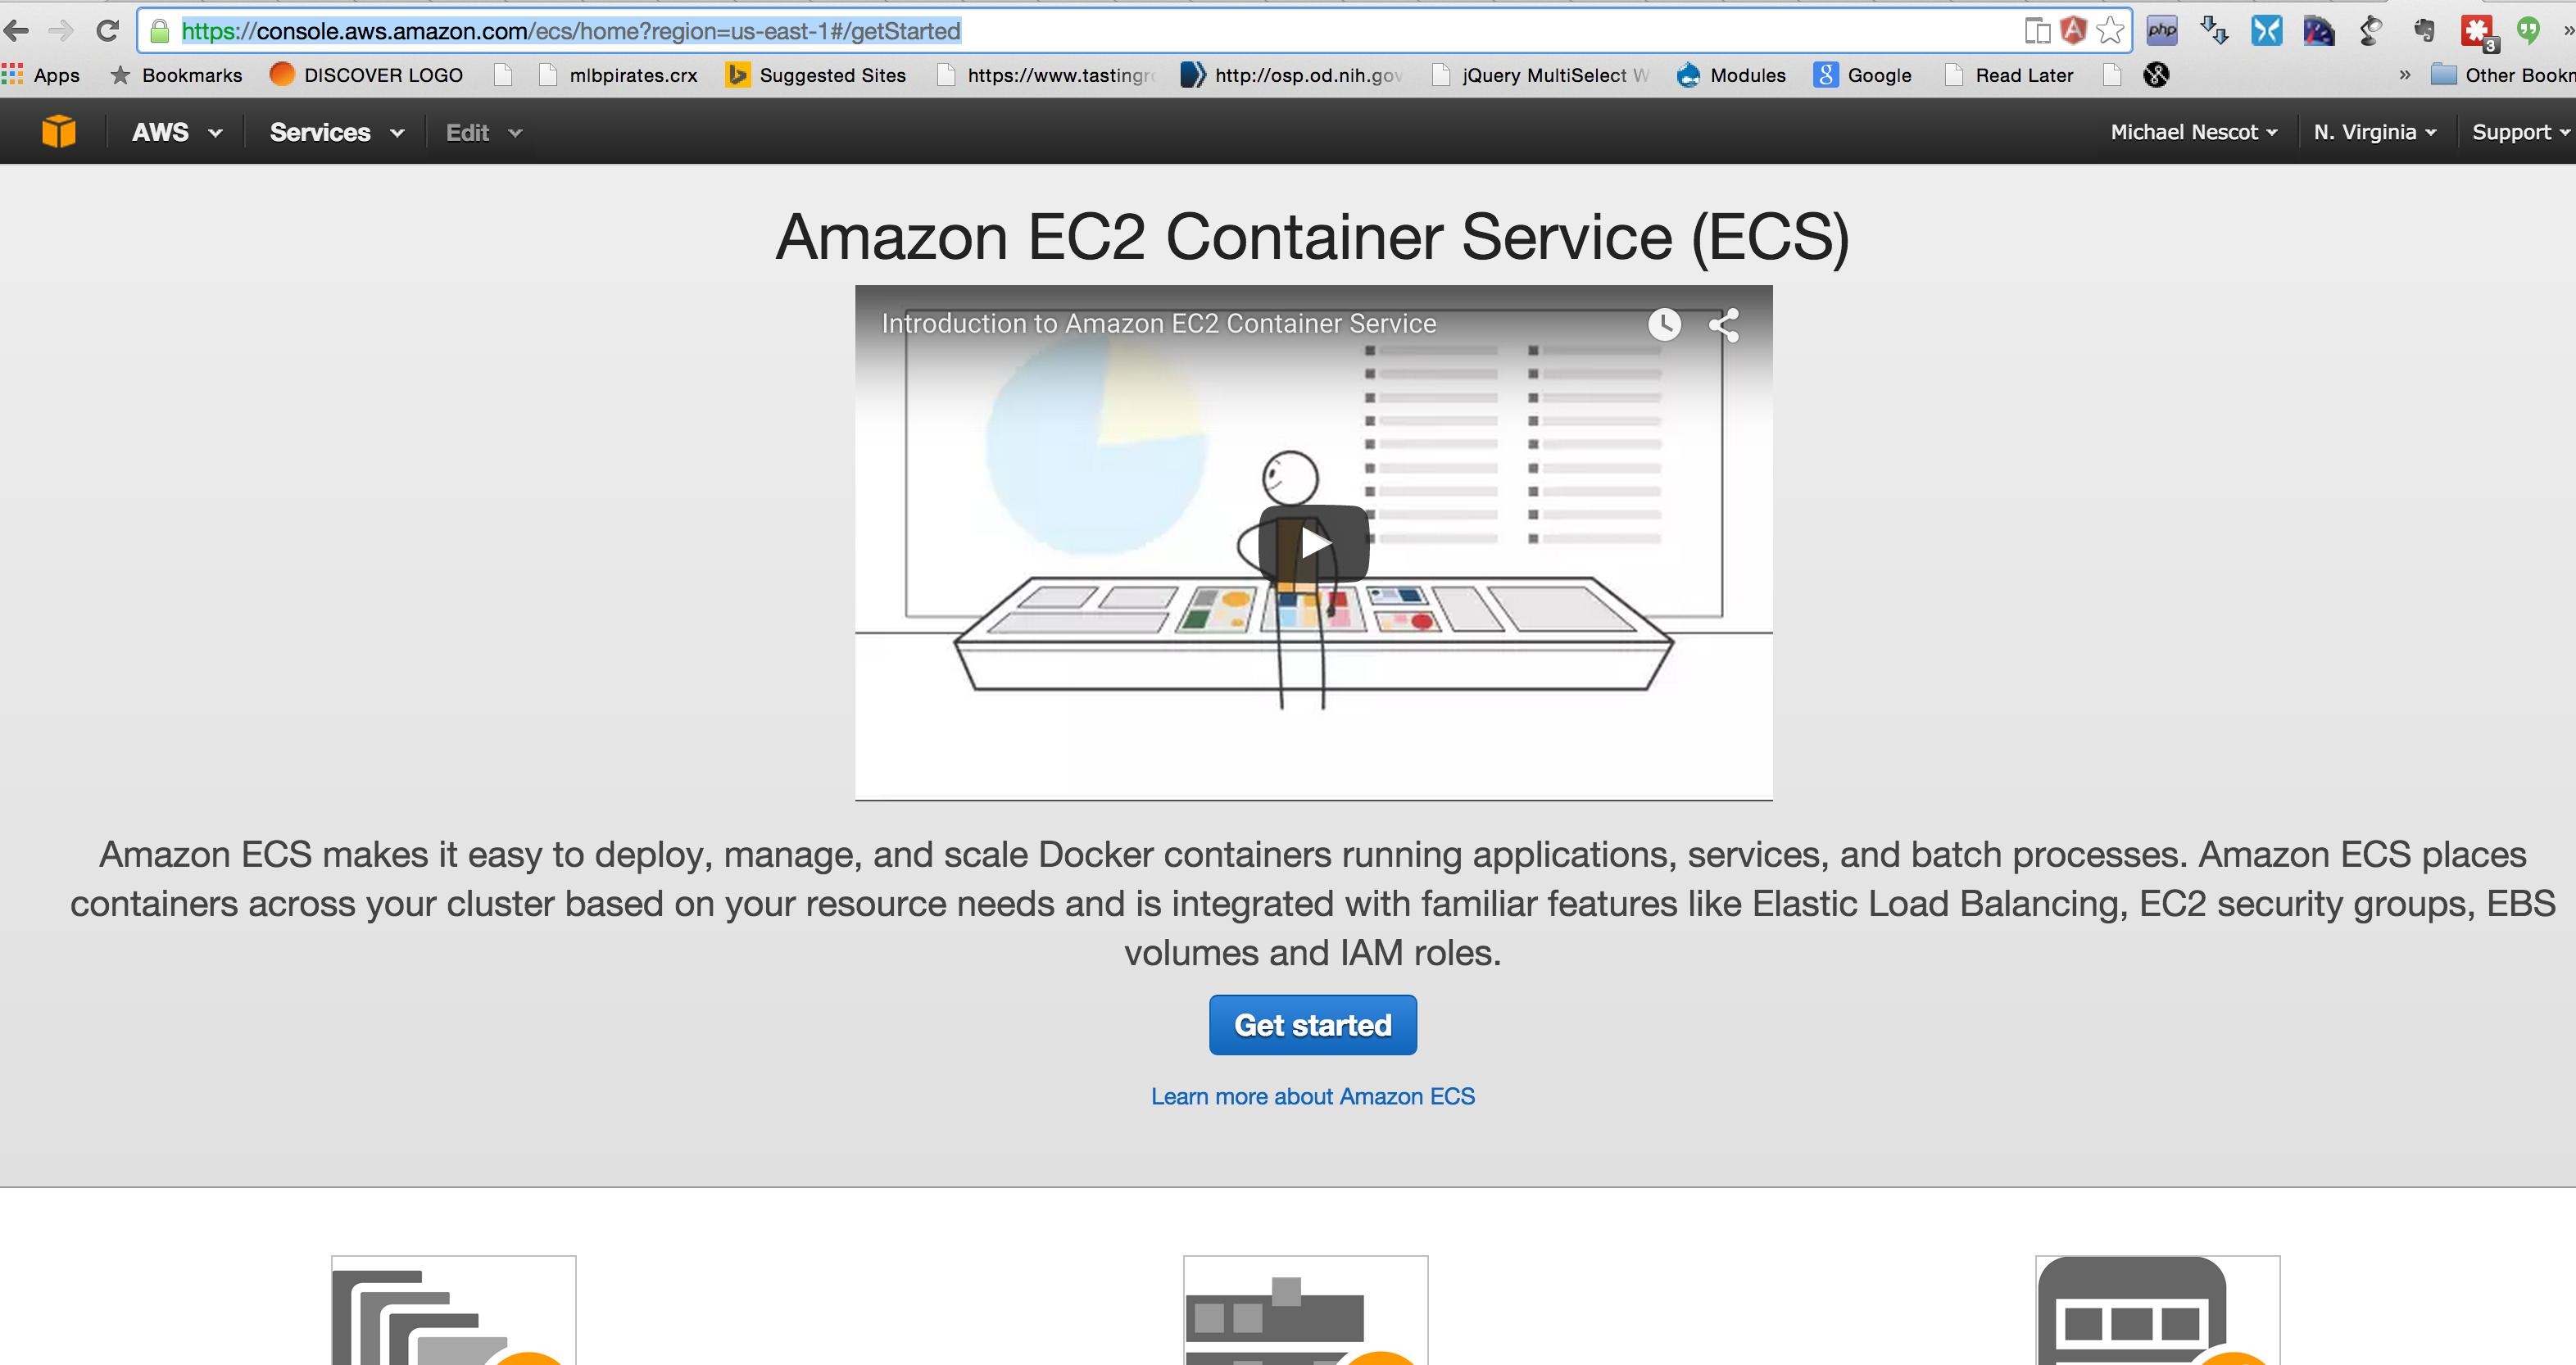 https://console.aws.amazon.com/ecs/home?region=us-east-1#/getStarted
php
3
»
Apps
Bookmarks
DISCOVER LOGO
mlbpirates.crx
Suggested Sites
https://www.tastingr
http://osp.od.nih.gov
jQuery MultiSelect W
Modules
Google
Read Later
»
Other Bookm
AWS
Services
Edit
Michael Nescot
N. Virginia
Support
Amazon EC2 Container Service (ECS)
Introduction to Amazon EC2 Container Service
Amazon ECS makes it easy to deploy, manage, and scale Docker containers running applications, services, and batch processes. Amazon ECS places
containers across your cluster based on your resource needs and is integrated with familiar features like Elastic Load Balancing, EC2 security groups, EBS
volumes and IAM roles.
Get started
Learn more about Amazon ECS